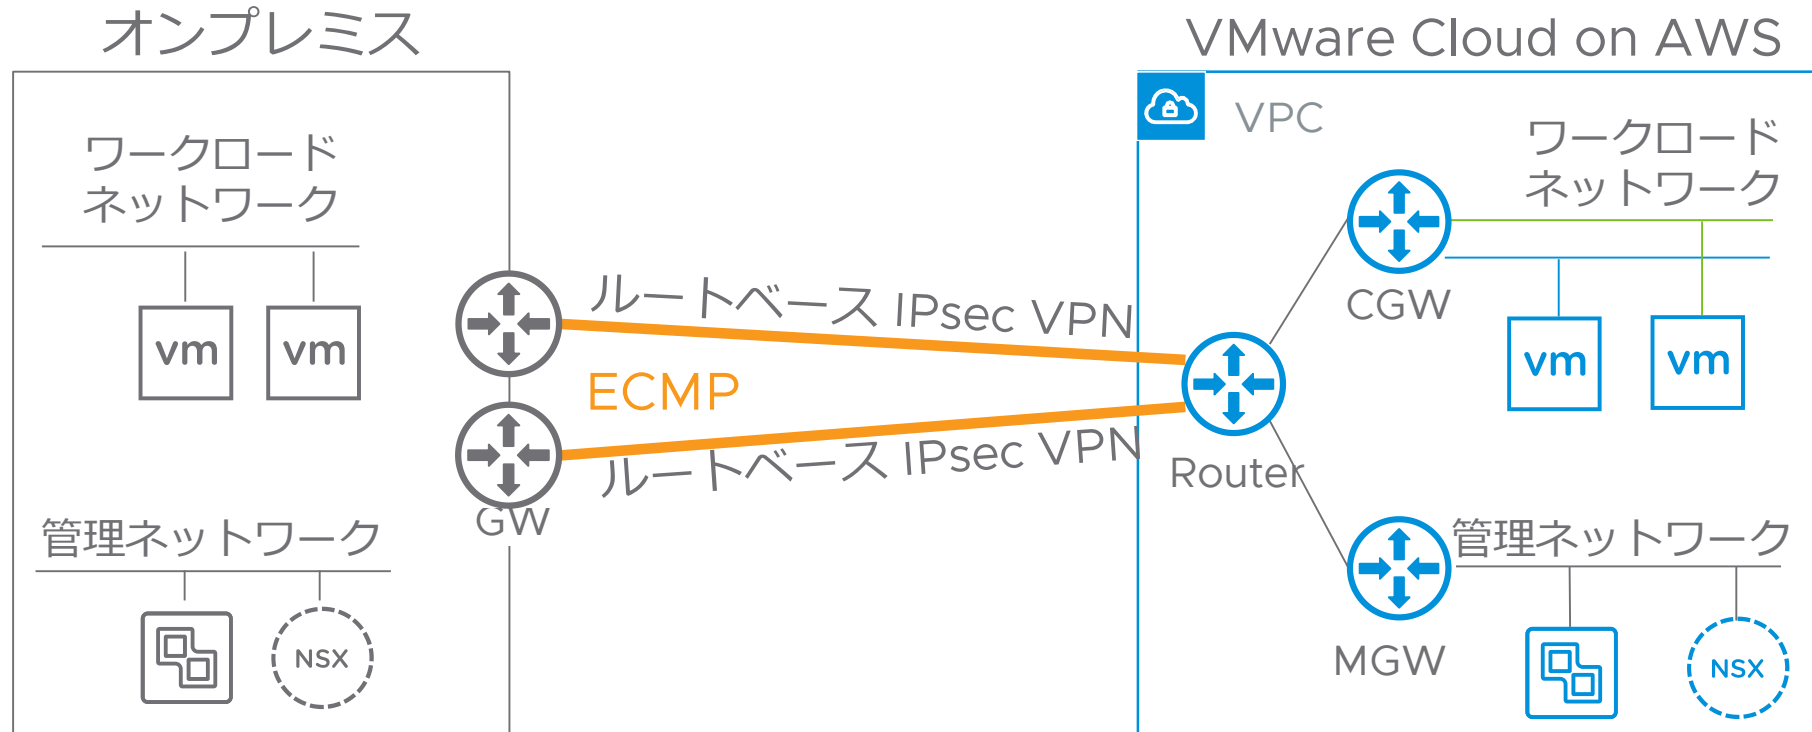 オンプレミス
VMware Cloud on AWS
VPC
ワークロード
ネットワーク
vm
vm
管理ネットワーク
NSX
GW
ルートベース IPsec VPN
ECMP
ルートベース IPsec VPN
Router
CGW
MGW
ワークロード
ネットワーク
vm
vm
管理ネットワーク
NSX